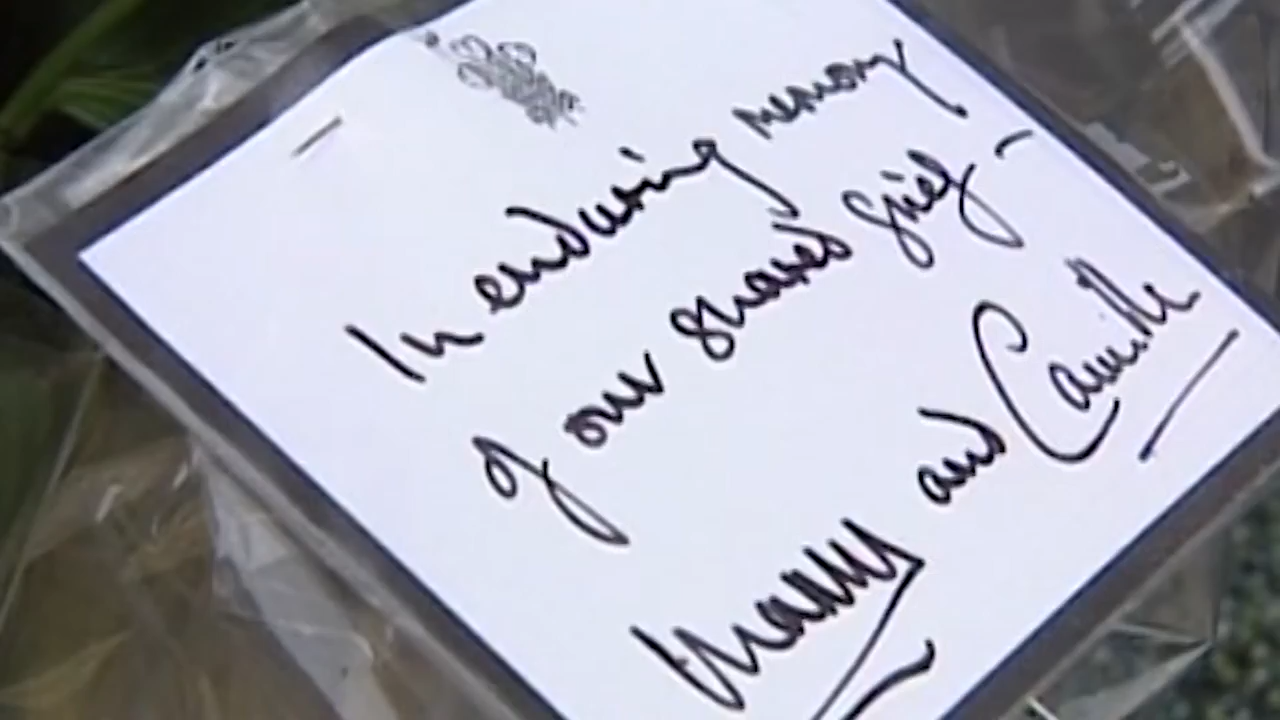 In enduring memory
of our shared grief -
Charles and Camilla